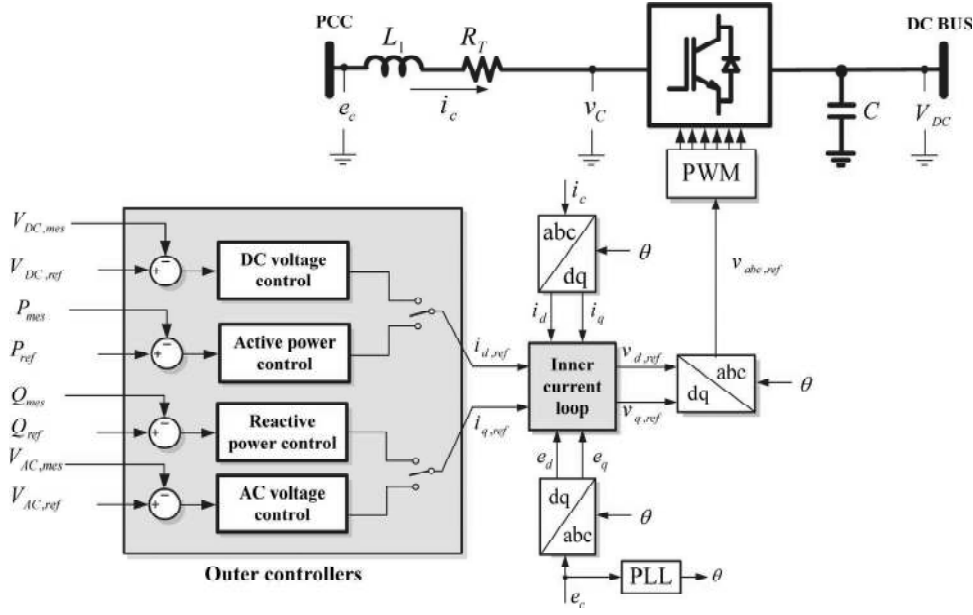 PCC
DC BUS
L_1
R_T
e_c
i_c
v_C
C
V_DC
PWM
i_c
abc
dq
θ
v_abc,ref
i_d
i_q
V_DC,mes
V_DC,ref
P_mes
P_ref
Q_mes
Q_ref
V_AC,mes
V_AC,ref
+ −
+ −
+ −
+ −
DC voltage
control
Active power
control
Reactive
power control
AC voltage
control
i_d,ref
i_q,ref
Inner
current
loop
v_d,ref
v_q,ref
abc
dq
θ
e_d
e_q
dq
abc
θ
Outer controllers
PLL
θ
e_c